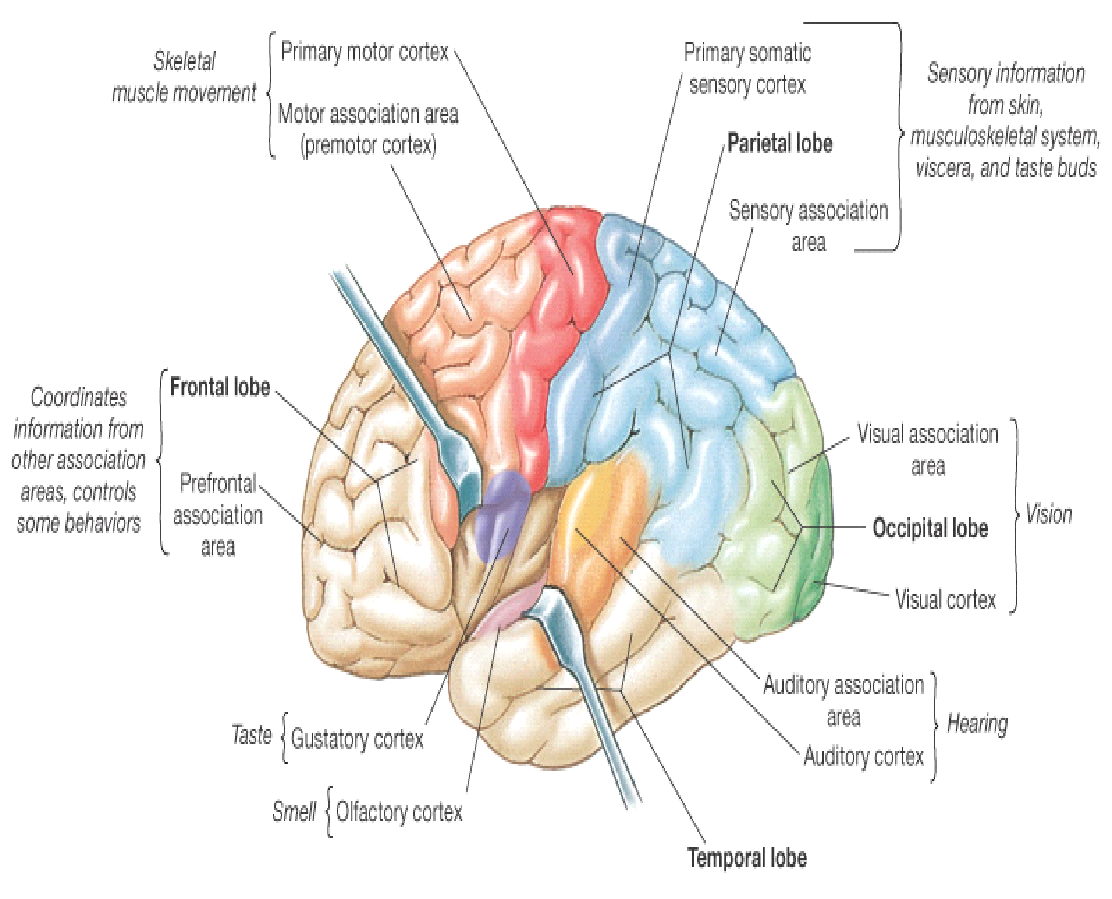 Skeletal
muscle movement
Primary motor cortex
Motor association area
(premotor cortex)
Primary somatic
sensory cortex
Parietal lobe
Sensory association
area
Sensory information
from skin,
musculoskeletal system,
viscera, and taste buds
Coordinates
information from
other association
areas, controls
some behaviors
Frontal lobe
Prefrontal
association
area
Visual association
area
Occipital lobe
Visual cortex
Vision
Taste
Gustatory cortex
Smell
Olfactory cortex
Auditory association
area
Auditory cortex
Hearing
Temporal lobe